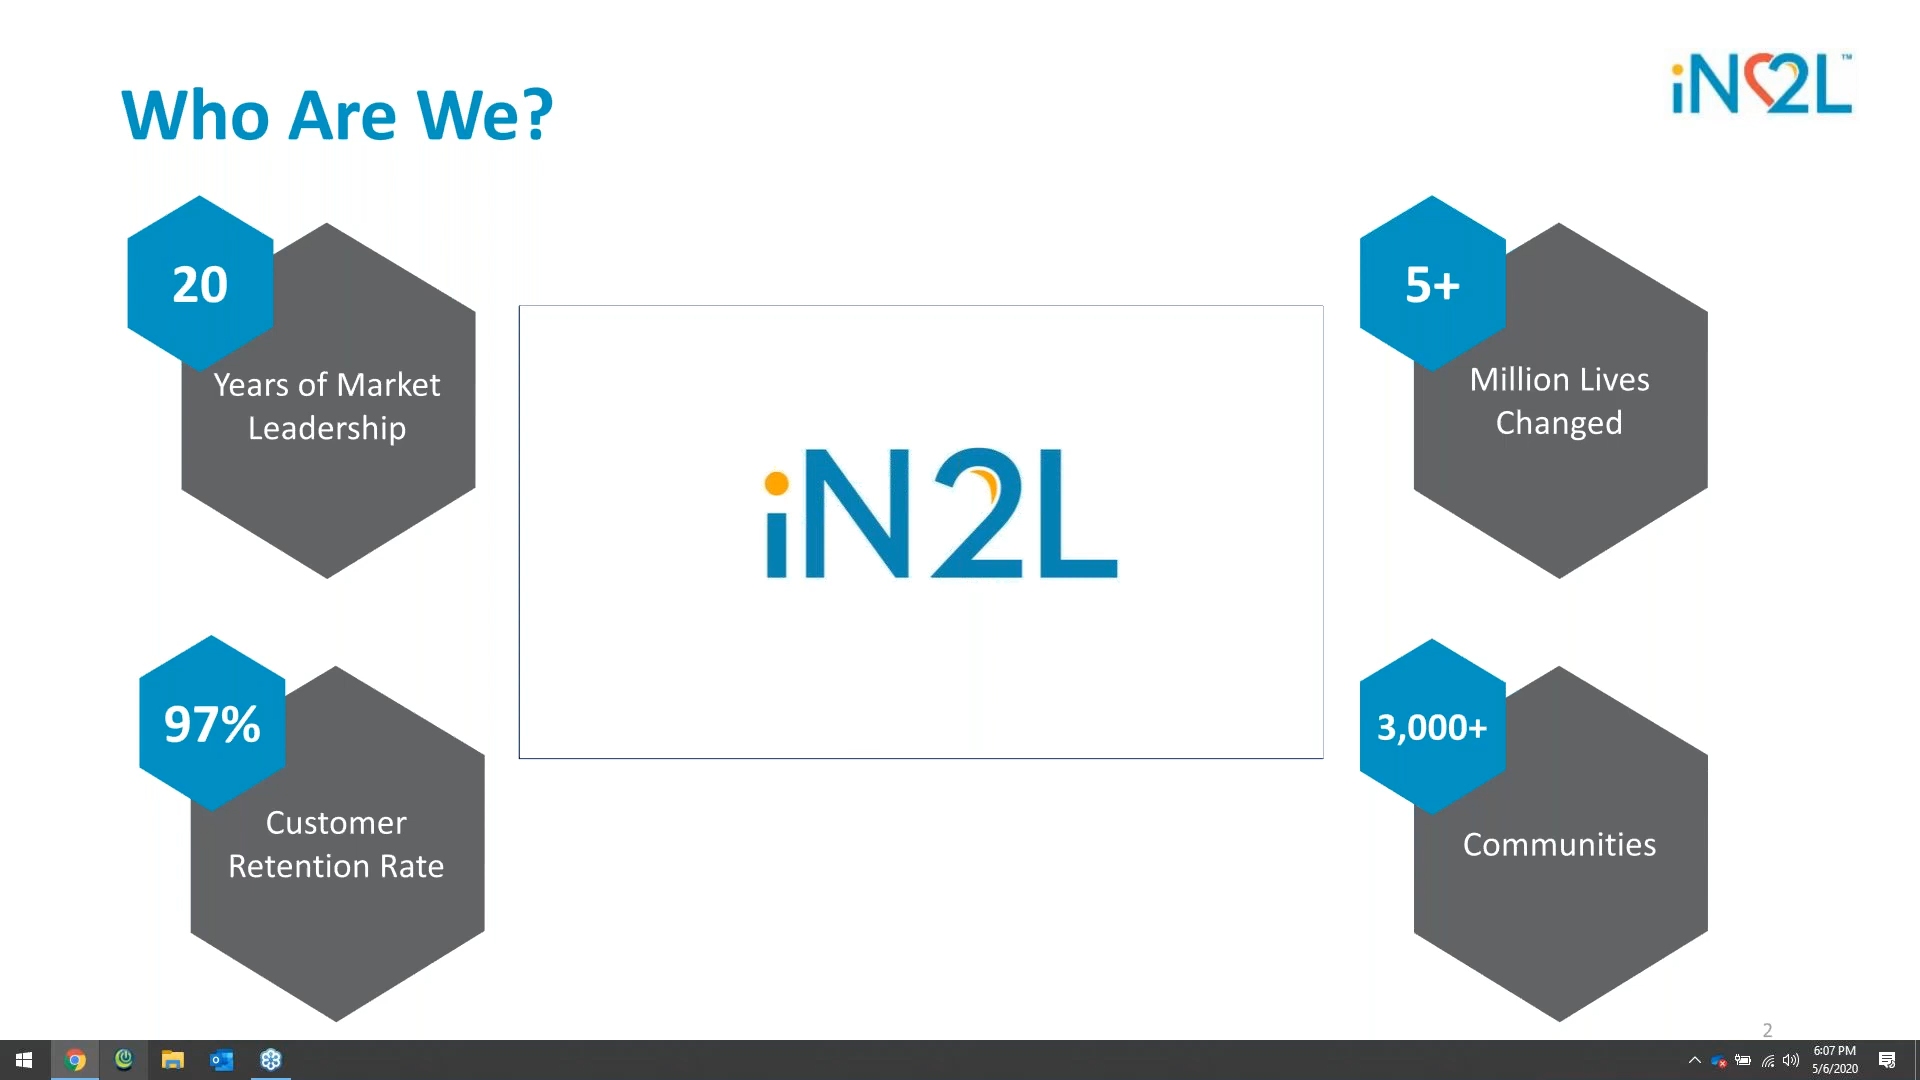 Who Are We?
iN2L™
20
Years of Market
Leadership
5+
Million Lives
Changed
iN2L
97%
Customer
Retention Rate
3,000+
Communities
2
6:07 PM
5/6/2020